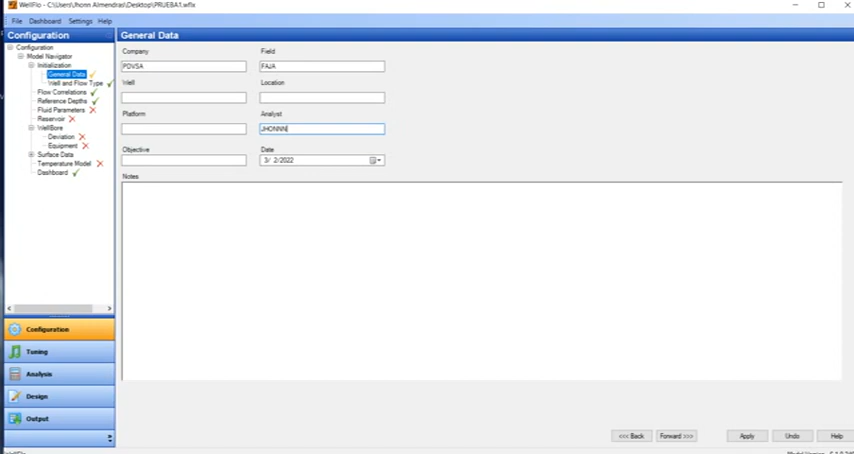 WellFlo - C:\Users\Jhonn Almendras\Desktop\PRUEBA1.wflx
File Dashboard Settings Help
Configuration
Configuration
Model Navigator
Initialization
General Data
Well and Flow Type
Flow Correlations
Reference Depths
Fluid Parameters
Reservoir
WellBore
Deviation
Equipment
Surface Data
Temperature Model
Dashboard
Configuration
Tuning
Analysis
Design
Output
General Data
Company Field
PDVSA FAJA
Well Location
Platform Analyst
JHONNN
Objective Date
3/ 2/2022
Notes
<<< Back Forward >>> Apply Undo Help
WellFlo